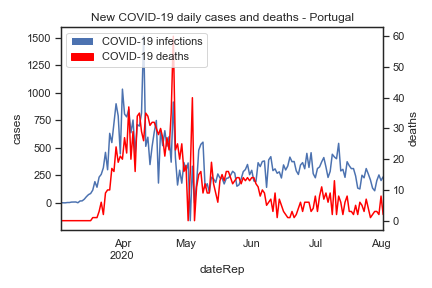 New COVID-19 daily cases and deaths - Portugal
COVID-19 infections
COVID-19 deaths
1500
1250
1000
750
500
250
0
cases
60
50
40
30
20
10
0
deaths
Apr
2020
May
Jun
Jul
Aug
dateRep